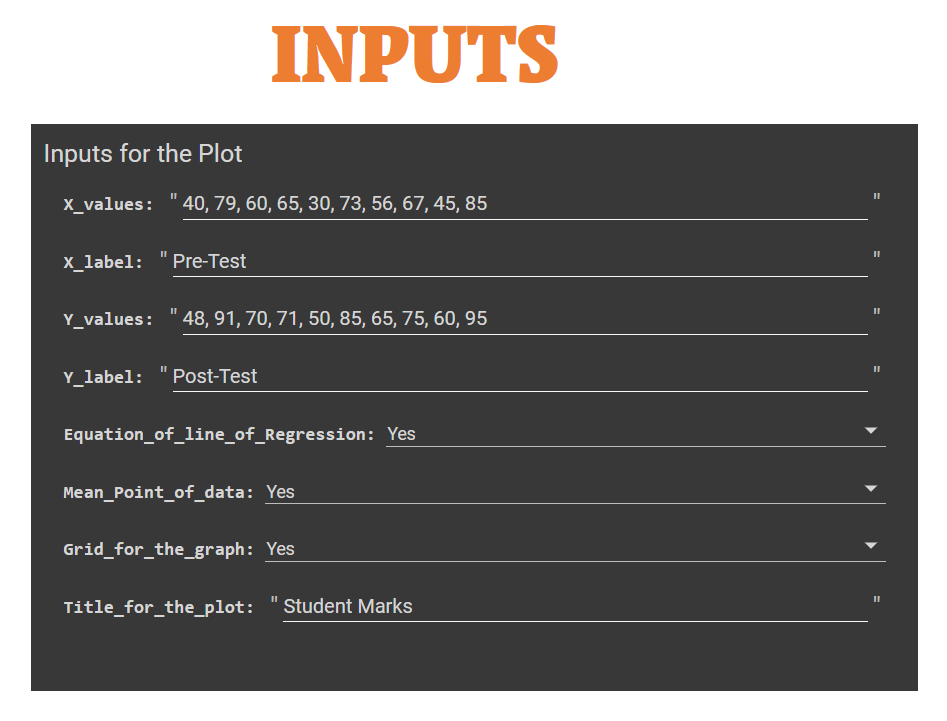 INPUTS
Inputs for the Plot
X_values: " 40, 79, 60, 65, 30, 73, 56, 67, 45, 85 "
X_label: " Pre-Test "
Y_values: " 48, 91, 70, 71, 50, 85, 65, 75, 60, 95 "
Y_label: " Post-Test "
Equation_of_line_of_Regression: Yes
Mean_Point_of_data: Yes
Grid_for_the_graph: Yes
Title_for_the_plot: " Student Marks "